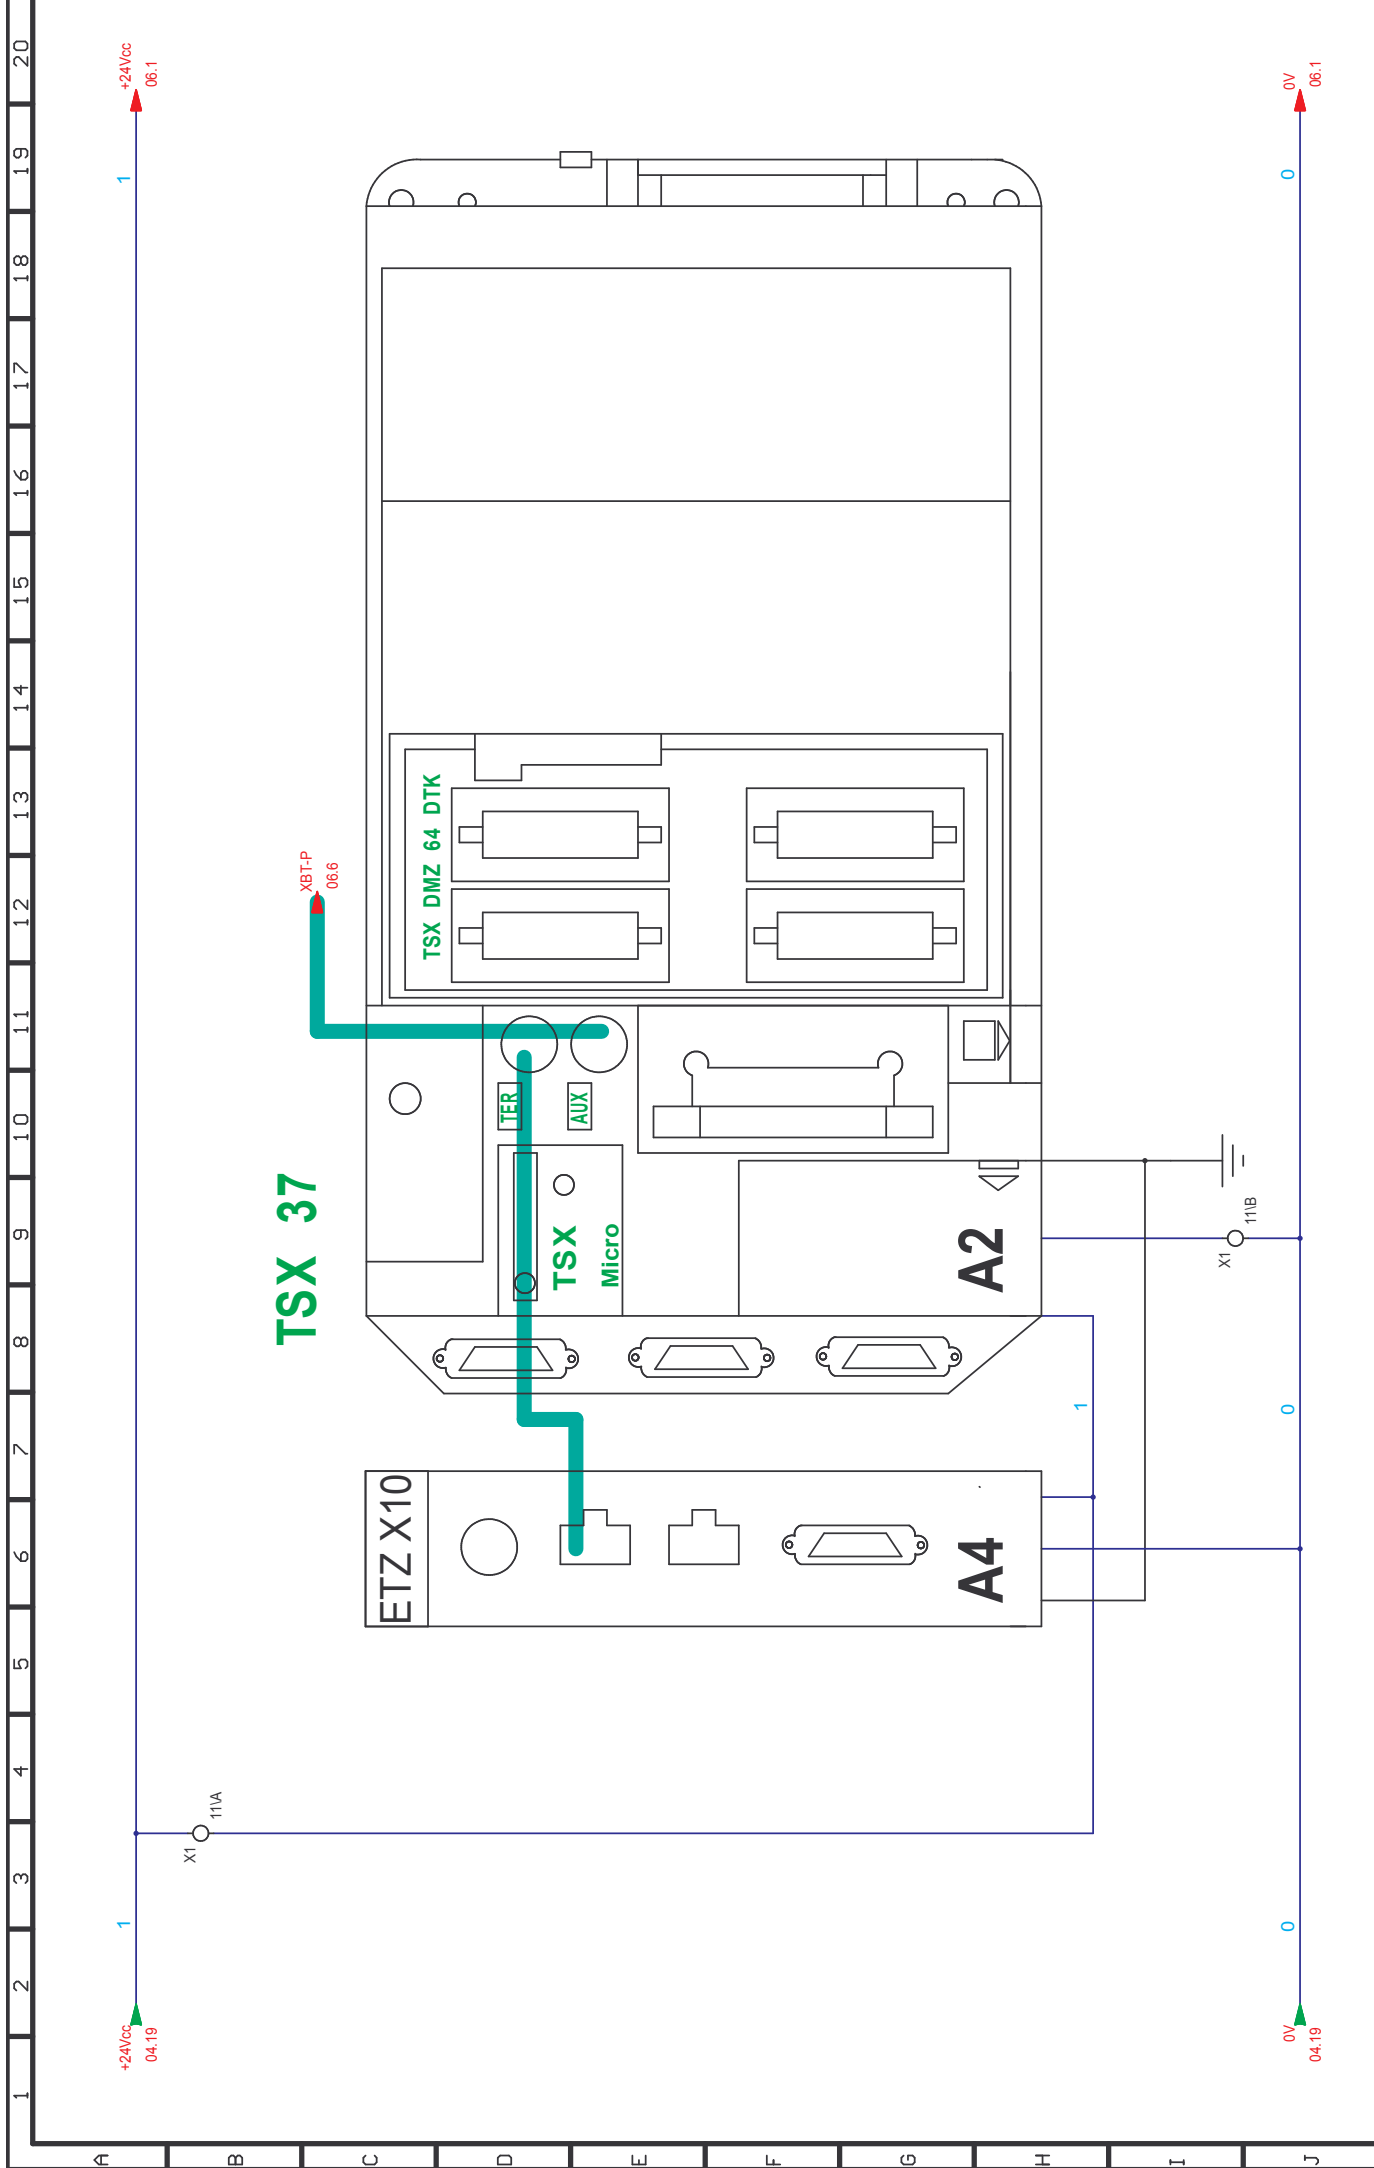 1
2
3
4
5
6
7
8
9
10
11
12
13
14
15
16
17
18
19
20
A
B
C
D
E
F
G
H
I
J
+24Vcc
04.19
1
1
+24Vcc
06.1
X1
11\A
TSX 37
XBT-P
06.6
ETZ X10
TSX DMZ 64 DTK
TER
AUX
TSX
Micro
A4
A2
1
X1
11\B
0V
04.19
0
0
0
0V
06.1